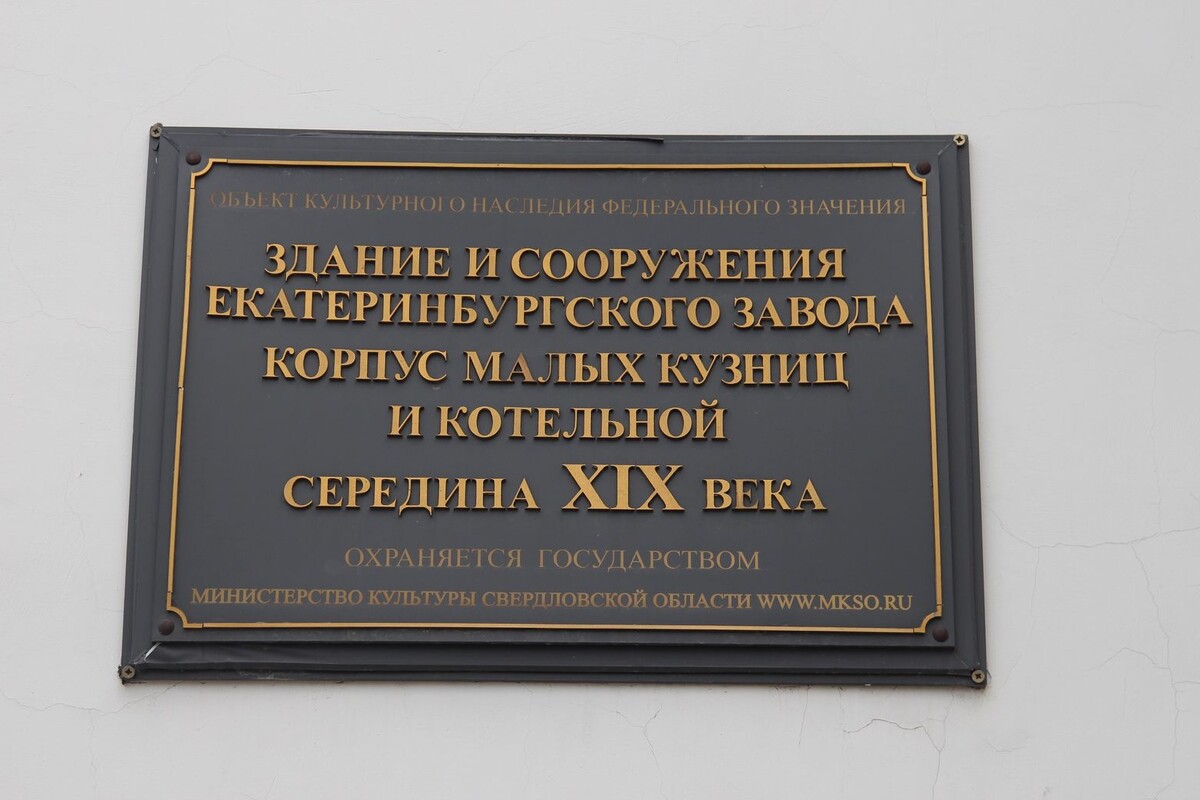 ОБЪЕКТ КУЛЬТУРНОГО НАСЛЕДИЯ ФЕДЕРАЛЬНОГО ЗНАЧЕНИЯ
ЗДАНИЕ И СООРУЖЕНИЯ
ЕКАТЕРИНБУРГСКОГО ЗАВОДА
КОРПУС МАЛЫХ КУЗНИЦ
И КОТЕЛЬНОЙ
СЕРЕДИНА XIX ВЕКА
ОХРАНЯЕТСЯ ГОСУДАРСТВОМ
МИНИСТЕРСТВО КУЛЬТУРЫ СВЕРДЛОВСКОЙ ОБЛАСТИ WWW.MKSO.RU